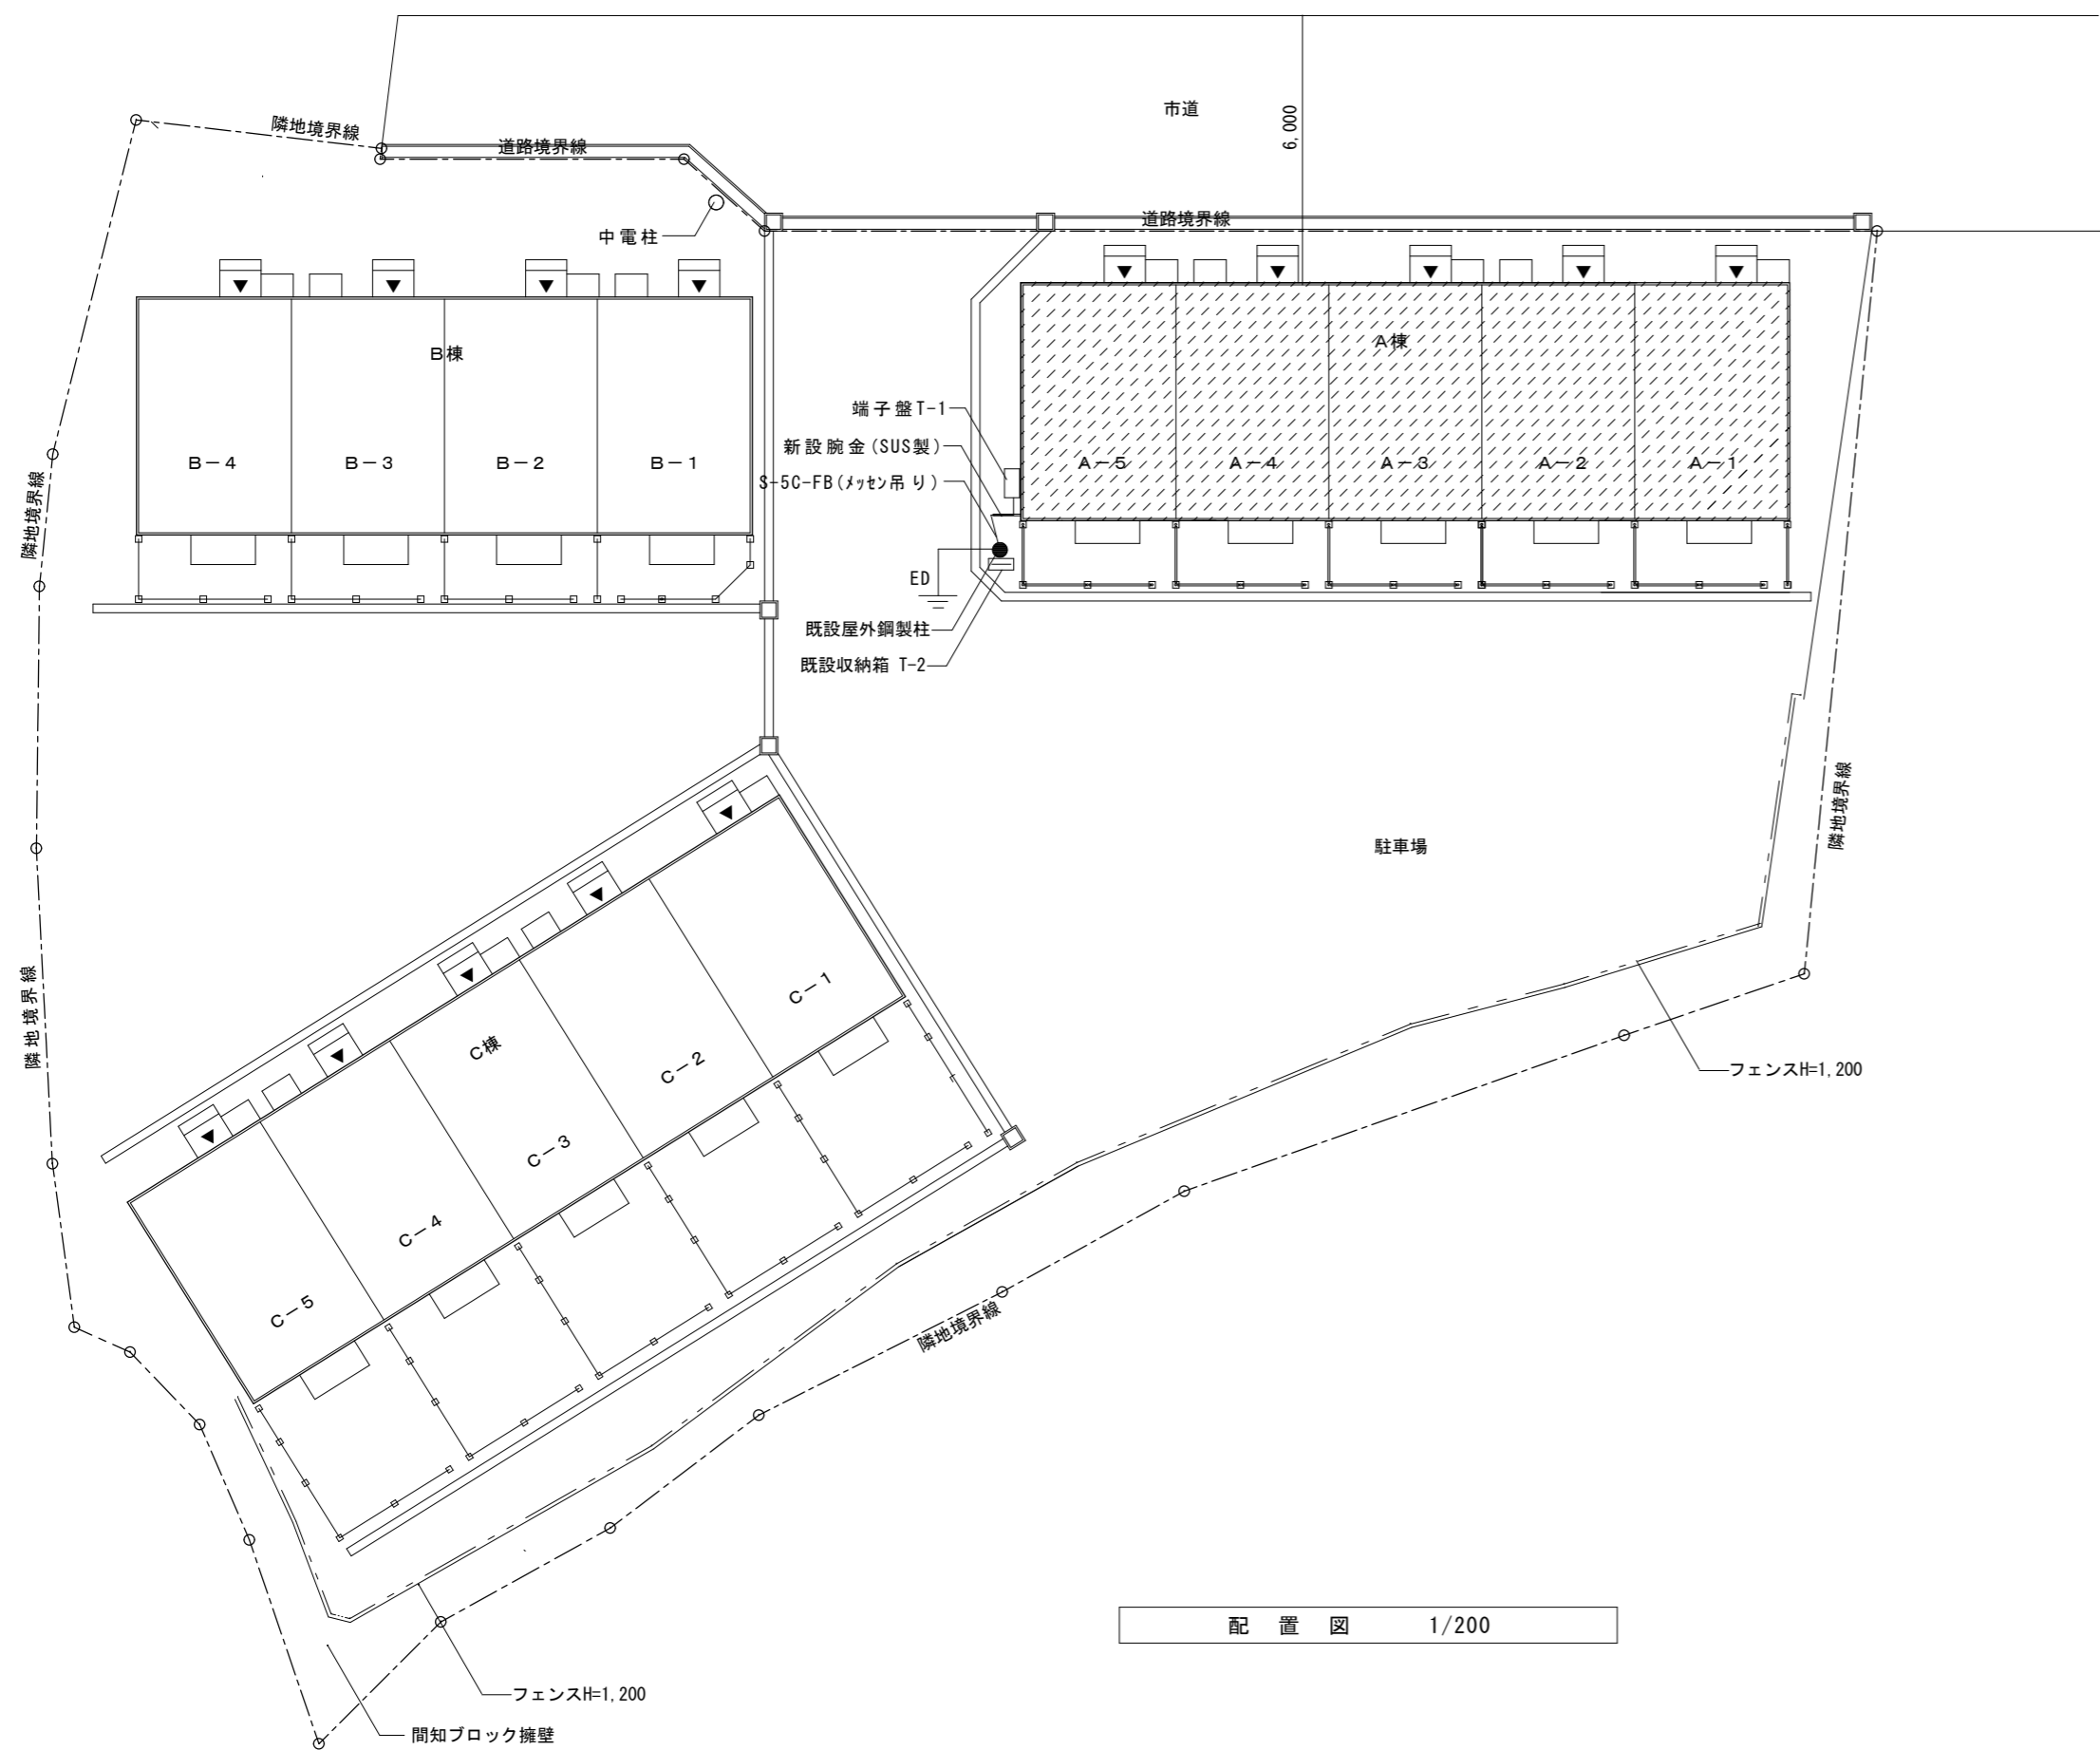 市道
6,000
隣地境界線
道路境界線
道路境界線
中電柱
B棟
A棟
端子盤T-1
新設腕金(SUS製)
S-5C-FB(メッセン吊り)
B-4
B-3
B-2
B-1
A-5
A-4
A-3
A-2
A-1
隣地境界線
ED
既設屋外鋼製柱
既設収納箱 T-2
隣地境界線
駐車場
隣地境界線
C-1
C棟
C-2
C-3
C-4
C-5
フェンスH=1,200
隣地境界線
配置図 1/200
フェンスH=1,200
間知ブロック擁壁